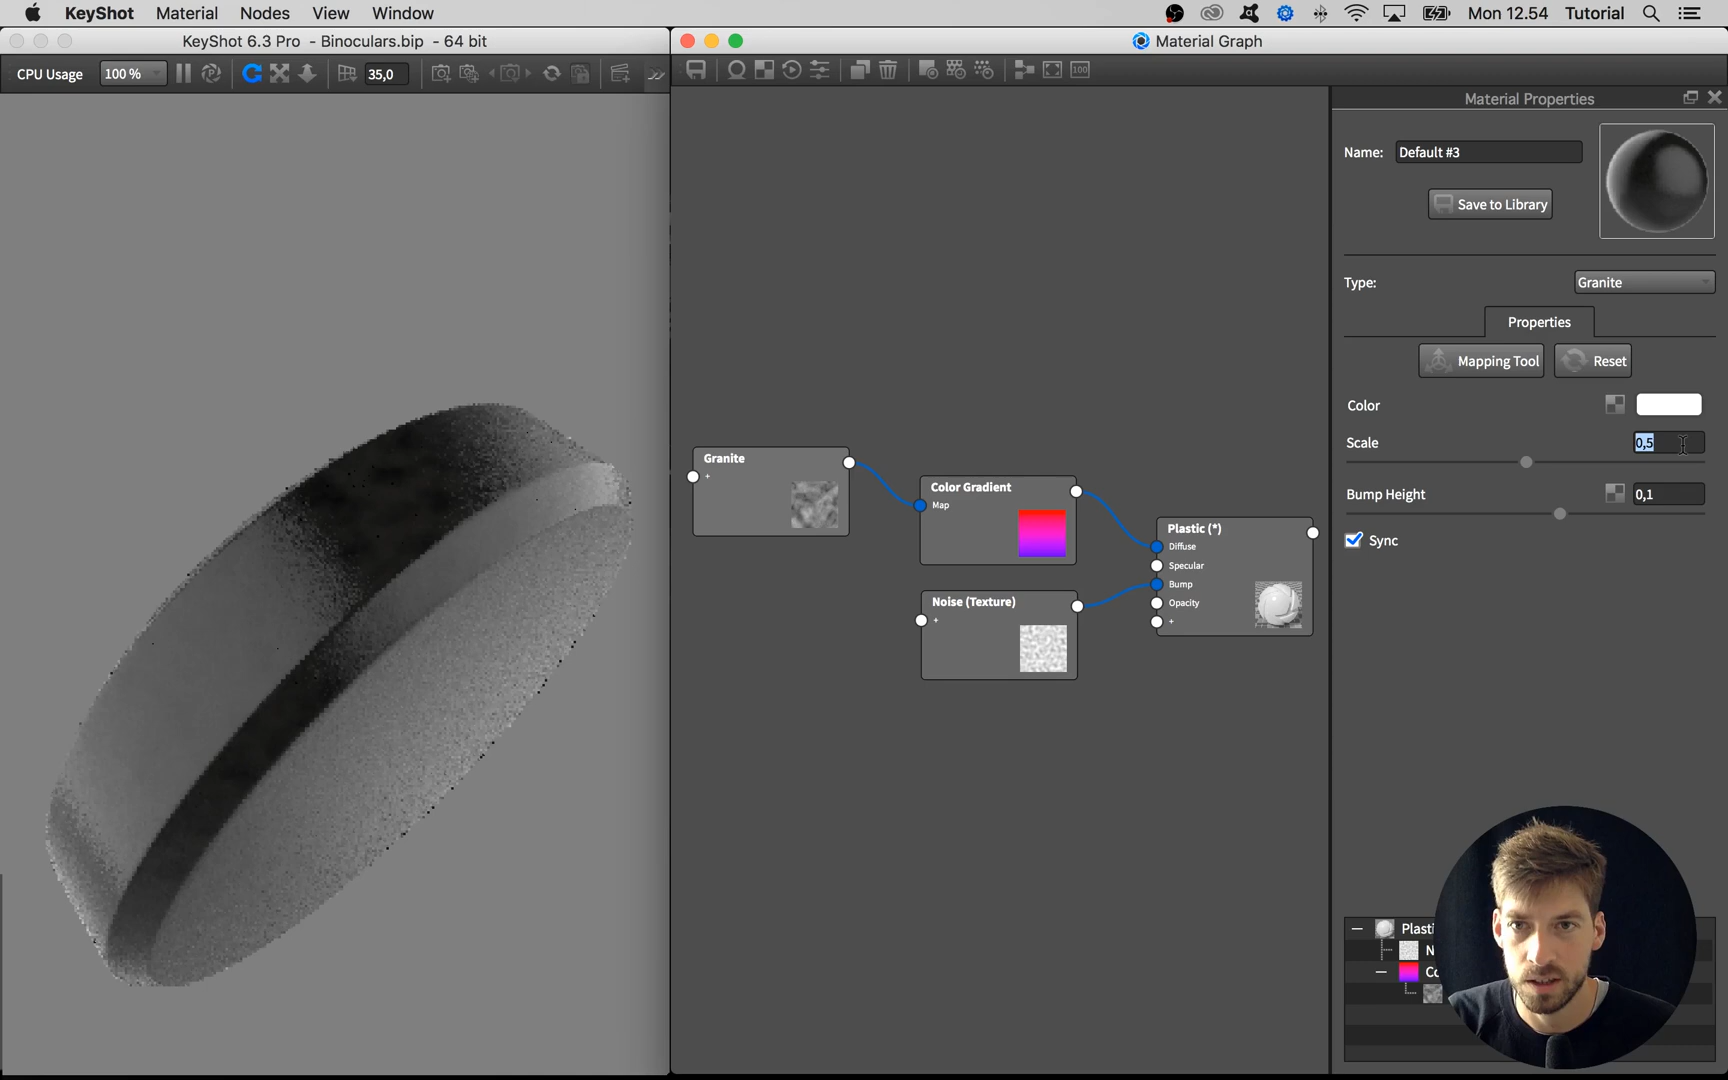 KeyShot Material Nodes View Window Mon 12.54 Tutorial
KeyShot 6.3 Pro - Binoculars.bip - 64 bit
Material Graph
CPU Usage 100 % 35,0
100
Material Properties
Name: Default #3
Save to Library
Type: Granite
Properties
Mapping Tool Reset
Color
Scale 0,5
Bump Height 0,1
Sync
Granite
+
Color Gradient
Map
Noise (Texture)
+
Plastic (*)
Diffuse
Specular
Bump
Opacity
+
Plasti
N
Co